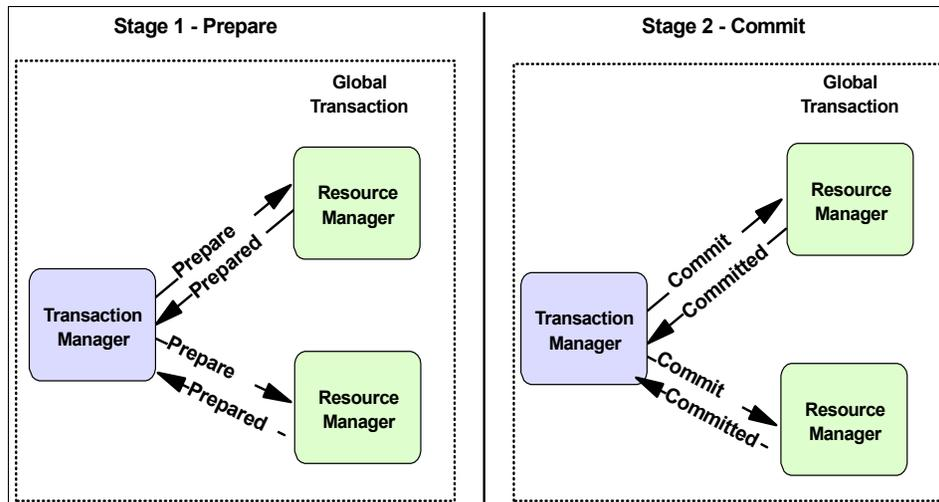 Stage 1 - Prepare
Global
Transaction
Resource
Manager
Prepare
Prepared
Transaction
Manager
Prepare
Prepared
Resource
Manager
Stage 2 - Commit
Global
Transaction
Resource
Manager
Commit
Committed
Transaction
Manager
Commit
Committed
Resource
Manager